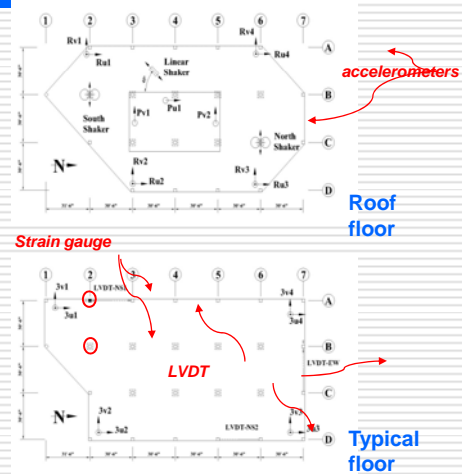 1 2 3 4 5 6 7
Rv1
Rv4
A
Ru1
Ru4
Linear
Shaker
accelerometers
B
Pv1
Pu1
Pv2
South
Shaker
North
Shaker
C
Rv2
Rv3
N
Ru2
Ru3
D
Roof
floor
Strain gauge
1 2 3 4 5 6 7
3v1
LVDT-NS1
3v4
A
3u1
3u4
B
LVDT-EW
LVDT
C
3v2
3v3
N
3u2
LVDT-NS2
D
Typical
floor